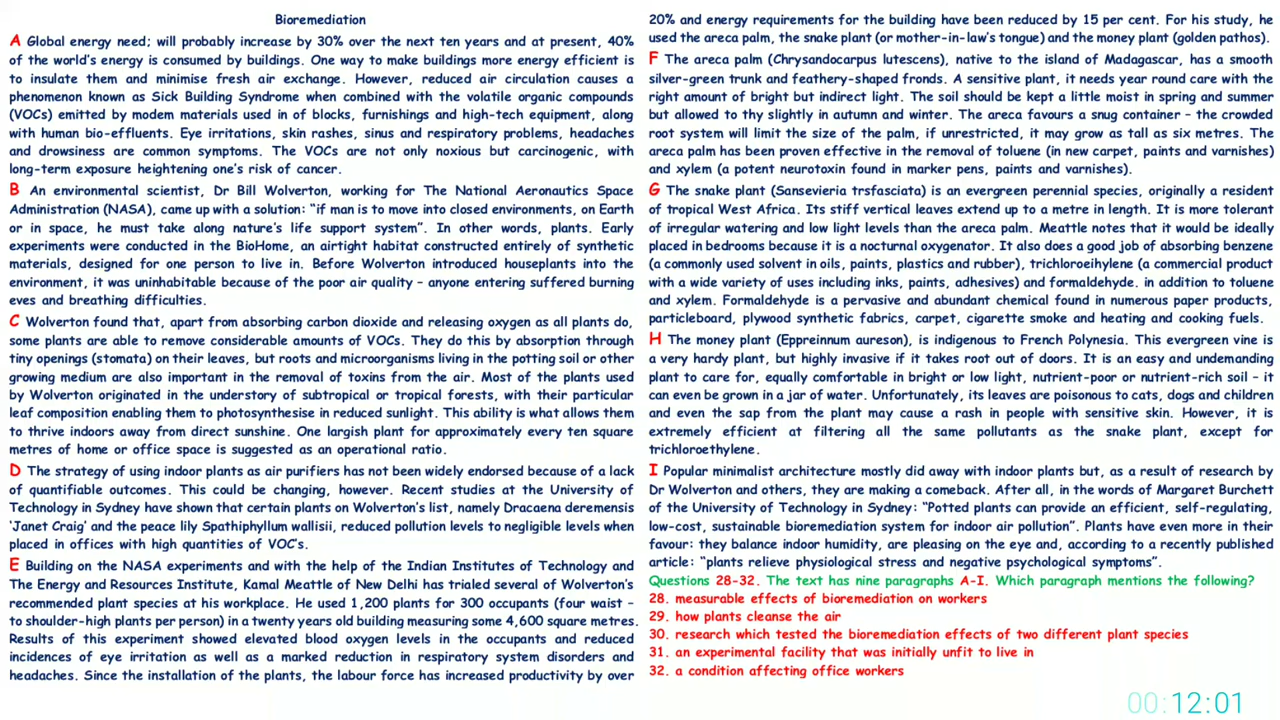 Bioremediation
A Global energy need; will probably increase by 30% over the next ten years and at present, 40%
of the world's energy is consumed by buildings. One way to make buildings more energy efficient is
to insulate them and minimise fresh air exchange. However, reduced air circulation causes a
phenomenon known as Sick Building Syndrome when combined with the volatile organic compounds
(VOCs) emitted by modem materials used in of blocks, furnishings and high-tech equipment, along
with human bio-effluents. Eye irritations, skin rashes, sinus and respiratory problems, headaches
and drowsiness are common symptoms. The VOCs are not only noxious but carcinogenic, with
long-term exposure heightening one's risk of cancer.
B An environmental scientist, Dr Bill Wolverton, working for The National Aeronautics Space
Administration (NASA), came up with a solution: "if man is to move into closed environments, on Earth
or in space, he must take along nature's life support system". In other words, plants. Early
experiments were conducted in the BioHome, an airtight habitat constructed entirely of synthetic
materials, designed for one person to live in. Before Wolverton introduced houseplants into the
environment, it was uninhabitable because of the poor air quality – anyone entering suffered burning
eves and breathing difficulties.
C Wolverton found that, apart from absorbing carbon dioxide and releasing oxygen as all plants do,
some plants are able to remove considerable amounts of VOCs. They do this by absorption through
tiny openings (stomata) on their leaves, but roots and microorganisms living in the potting soil or other
growing medium are also important in the removal of toxins from the air. Most of the plants used
by Wolverton originated in the understory of subtropical or tropical forests, with their particular
leaf composition enabling them to photosynthesise in reduced sunlight. This ability is what allows them
to thrive indoors away from direct sunshine. One largish plant for approximately every ten square
metres of home or office space is suggested as an operational ratio.
D The strategy of using indoor plants as air purifiers has not been widely endorsed because of a lack
of quantifiable outcomes. This could be changing, however. Recent studies at the University of
Technology in Sydney have shown that certain plants on Wolverton's list, namely Dracaena deremensis
'Janet Craig' and the peace lily Spathiphyllum wallisii, reduced pollution levels to negligible levels when
placed in offices with high quantities of VOC's.
E Building on the NASA experiments and with the help of the Indian Institutes of Technology and
The Energy and Resources Institute, Kamal Meattle of New Delhi has trialed several of Wolverton's
recommended plant species at his workplace. He used 1,200 plants for 300 occupants (four waist –
to shoulder-high plants per person) in a twenty years old building measuring some 4,600 square metres.
Results of this experiment showed elevated blood oxygen levels in the occupants and reduced
incidences of eye irritation as well as a marked reduction in respiratory system disorders and
headaches. Since the installation of the plants, the labour force has increased productivity by over
20% and energy requirements for the building have been reduced by 15 per cent. For his study, he
used the areca palm, the snake plant (or mother-in-law's tongue) and the money plant (golden pathos).
F The areca palm (Chrysandocarpus lutescens), native to the island of Madagascar, has a smooth
silver-green trunk and feathery-shaped fronds. A sensitive plant, it needs year round care with the
right amount of bright but indirect light. The soil should be kept a little moist in spring and summer
but allowed to thy slightly in autumn and winter. The areca favours a snug container – the crowded
root system will limit the size of the palm, if unrestricted, it may grow as tall as six metres. The
areca palm has been proven effective in the removal of toluene (in new carpet, paints and varnishes)
and xylem (a potent neurotoxin found in marker pens, paints and varnishes).
G The snake plant (Sansevieria trsfasciata) is an evergreen perennial species, originally a resident
of tropical West Africa. Its stiff vertical leaves extend up to a metre in length. It is more tolerant
of irregular watering and low light levels than the areca palm. Meattle notes that it would be ideally
placed in bedrooms because it is a nocturnal oxygenator. It also does a good job of absorbing benzene
(a commonly used solvent in oils, paints, plastics and rubber), trichloroeihylene (a commercial product
with a wide variety of uses including inks, paints, adhesives) and formaldehyde. in addition to toluene
and xylem. Formaldehyde is a pervasive and abundant chemical found in numerous paper products,
particleboard, plywood synthetic fabrics, carpet, cigarette smoke and heating and cooking fuels.
H The money plant (Eppreinnum aureson), is indigenous to French Polynesia. This evergreen vine is
a very hardy plant, but highly invasive if it takes root out of doors. It is an easy and undemanding
plant to care for, equally comfortable in bright or low light, nutrient-poor or nutrient-rich soil – it
can even be grown in a jar of water. Unfortunately, its leaves are poisonous to cats, dogs and children
and even the sap from the plant may cause a rash in people with sensitive skin. However, it is
extremely efficient at filtering all the same pollutants as the snake plant, except for
trichloroethylene.
I Popular minimalist architecture mostly did away with indoor plants but, as a result of research by
Dr Wolverton and others, they are making a comeback. After all, in the words of Margaret Burchett
of the University of Technology in Sydney: "Potted plants can provide an efficient, self-regulating,
low-cost, sustainable bioremediation system for indoor air pollution". Plants have even more in their
favour: they balance indoor humidity, are pleasing on the eye and, according to a recently published
article: "plants relieve physiological stress and negative psychological symptoms".
Questions 28-32. The text has nine paragraphs A-I. Which paragraph mentions the following?
28. measurable effects of bioremediation on workers
29. how plants cleanse the air
30. research which tested the bioremediation effects of two different plant species
31. an experimental facility that was initially unfit to live in
32. a condition affecting office workers
00:12:01